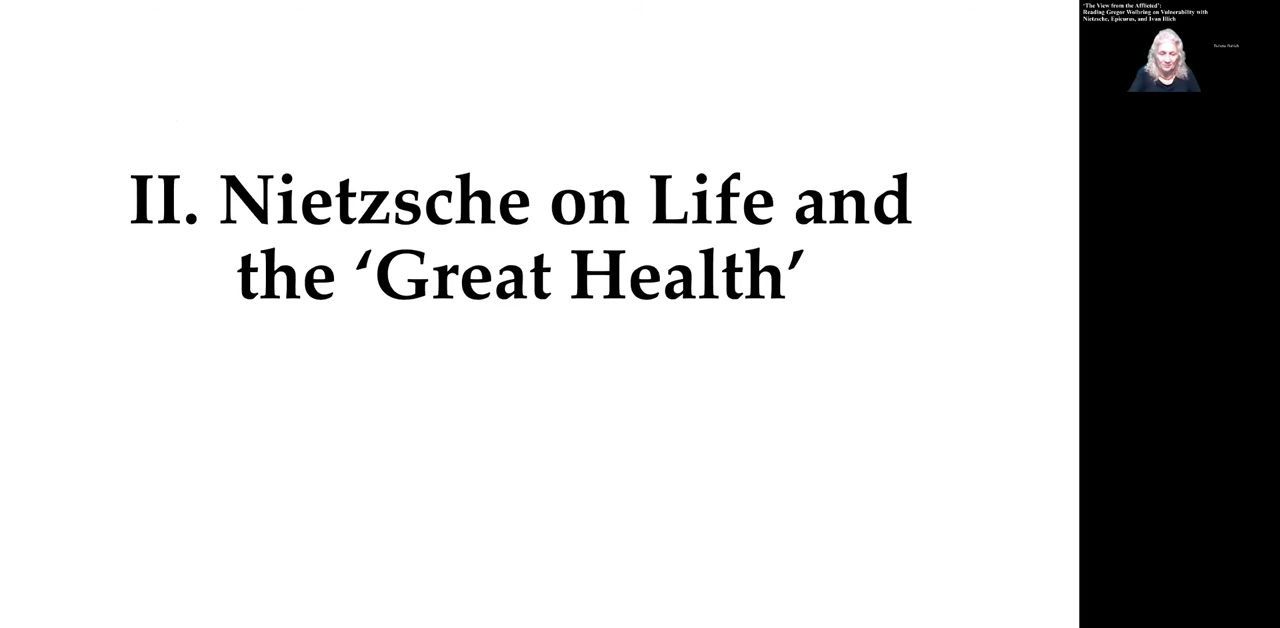 II. Nietzsche on Life and
the ‘Great Health’
‘The View from the Afflicted’:
Reading Gregor Wolbring on Vulnerability with
Nietzsche, Epicurus, and Ivan Illich